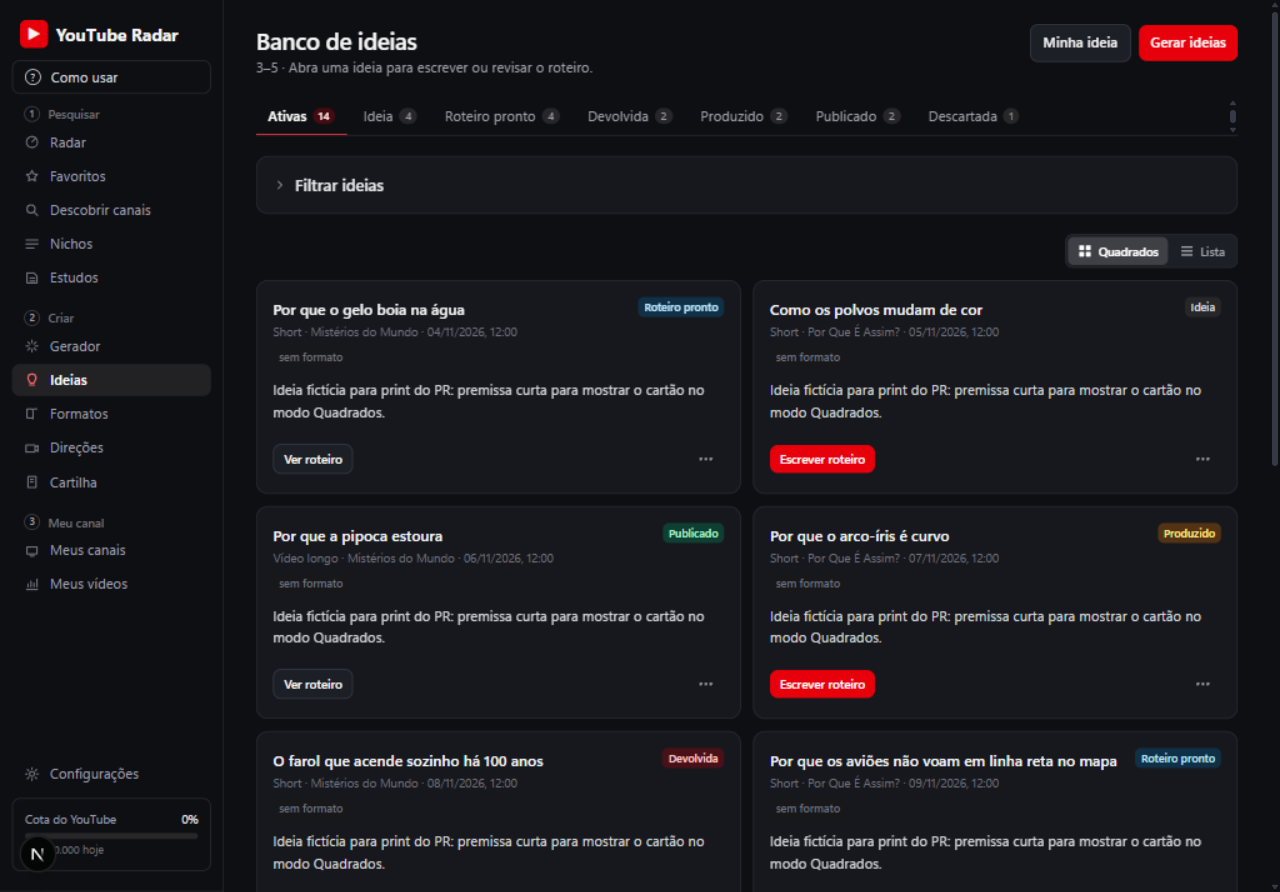 YouTube Radar
Como usar
1 Pesquisar
Radar
Favoritos
Descobrir canais
Nichos
Estudos
2 Criar
Gerador
Ideias
Formatos
Direções
Cartilha
3 Meu canal
Meus canais
Meus vídeos
Configurações
Cota do YouTube 0%
0.000 hoje
N
Banco de ideias
3–5 · Abra uma ideia para escrever ou revisar o roteiro.
Minha ideia
Gerar ideias
Ativas 14
Ideia 4
Roteiro pronto 4
Devolvida 2
Produzido 2
Publicado 2
Descartada 1
Filtrar ideias
Quadrados
Lista
Por que o gelo boia na água
Roteiro pronto
Short · Mistérios do Mundo · 04/11/2026, 12:00
sem formato
Ideia fictícia para print do PR: premissa curta para mostrar o cartão no
modo Quadrados.
Ver roteiro
Como os polvos mudam de cor
Ideia
Short · Por Que É Assim? · 05/11/2026, 12:00
sem formato
Ideia fictícia para print do PR: premissa curta para mostrar o cartão no
modo Quadrados.
Escrever roteiro
Por que a pipoca estoura
Publicado
Vídeo longo · Mistérios do Mundo · 06/11/2026, 12:00
sem formato
Ideia fictícia para print do PR: premissa curta para mostrar o cartão no
modo Quadrados.
Ver roteiro
Por que o arco-íris é curvo
Produzido
Short · Por Que É Assim? · 07/11/2026, 12:00
sem formato
Ideia fictícia para print do PR: premissa curta para mostrar o cartão no
modo Quadrados.
Escrever roteiro
O farol que acende sozinho há 100 anos
Devolvida
Short · Mistérios do Mundo · 08/11/2026, 12:00
sem formato
Ideia fictícia para print do PR: premissa curta para mostrar o cartão no
modo Quadrados.
Por que os aviões não voam em linha reta no mapa
Roteiro pronto
Short · Por Que É Assim? · 09/11/2026, 12:00
sem formato
Ideia fictícia para print do PR: premissa curta para mostrar o cartão no
modo Quadrados.